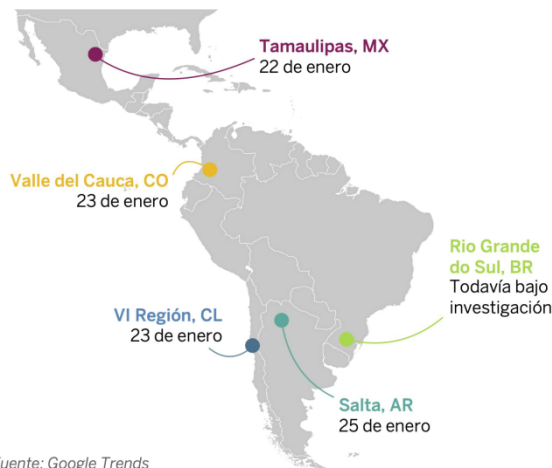 Tamaulipas, MX
22 de enero
Valle del Cauca, CO
23 de enero
Rio Grande
do Sul, BR
Todavía bajo
investigación
VI Región, CL
23 de enero
Salta, AR
25 de enero
uente: Google Trends